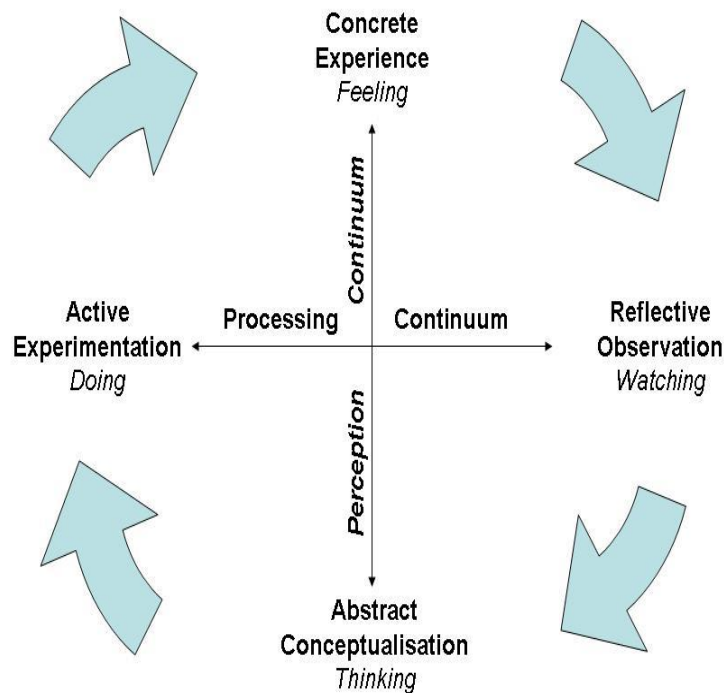 Concrete
Experience
Feeling
Continuum
Processing
Continuum
Active
Experimentation
Doing
Reflective
Observation
Watching
Perception
Abstract
Conceptualisation
Thinking